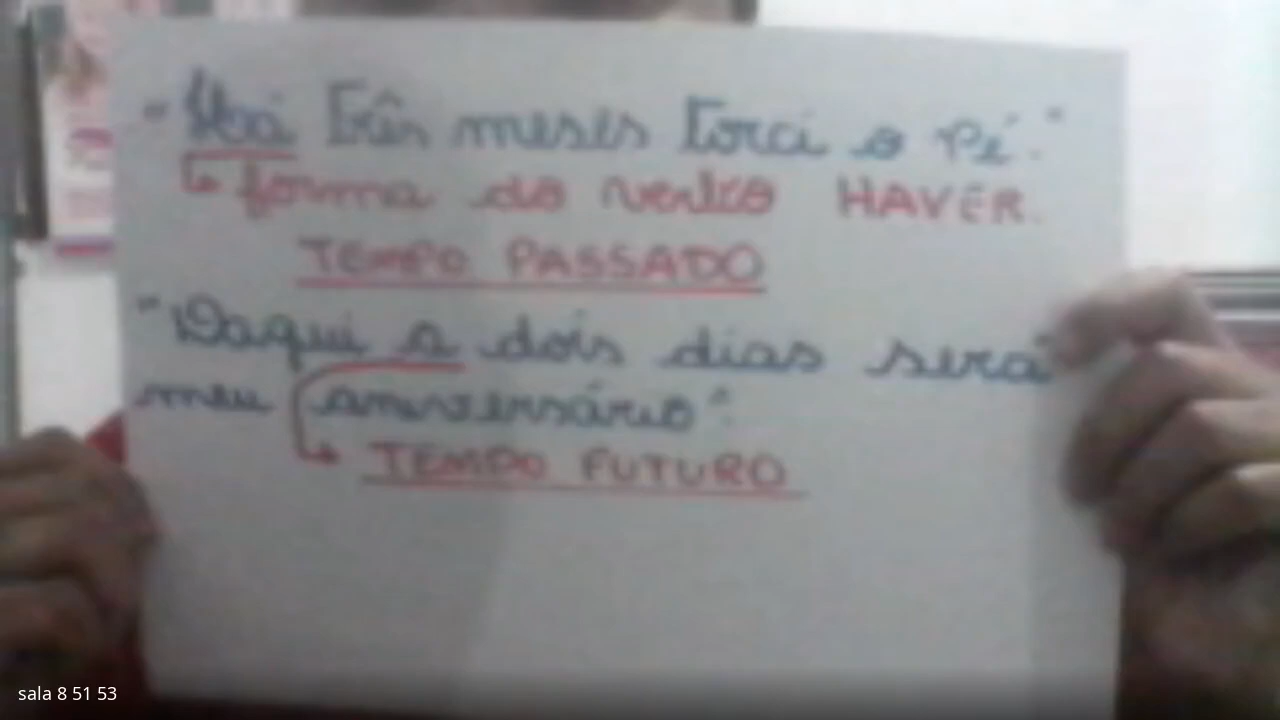 "Há três meses torci o pé."
↳ forma do verbo HAVER.
TEMPO PASSADO
"Daqui a dois dias será
meu aniversário".
↳ TEMPO FUTURO
sala 8 51 53